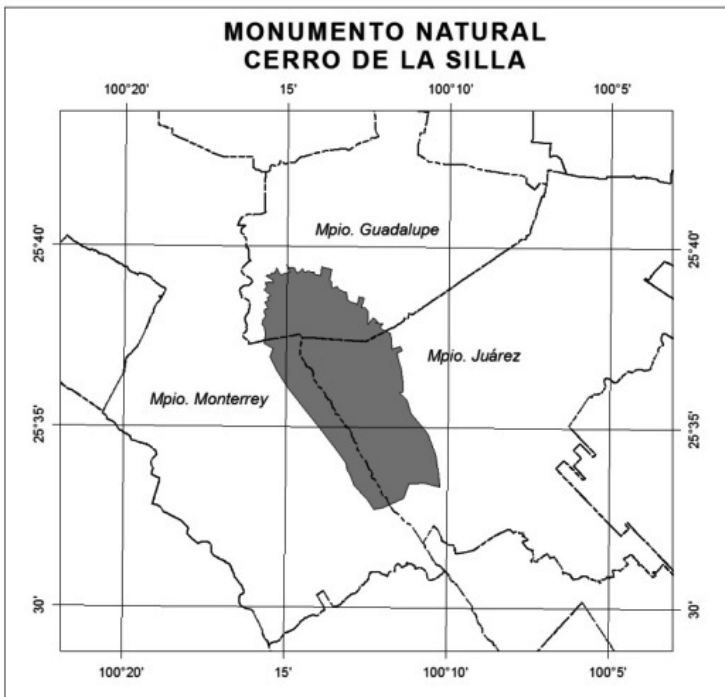 MONUMENTO NATURAL
CERRO DE LA SILLA
100°20' 15' 100°10' 100°5'
25°40' 25°40'
Mpio. Guadalupe
Mpio. Juárez
Mpio. Monterrey
25°35' 25°35'
30' 30'
100°20' 15' 100°10' 100°5'